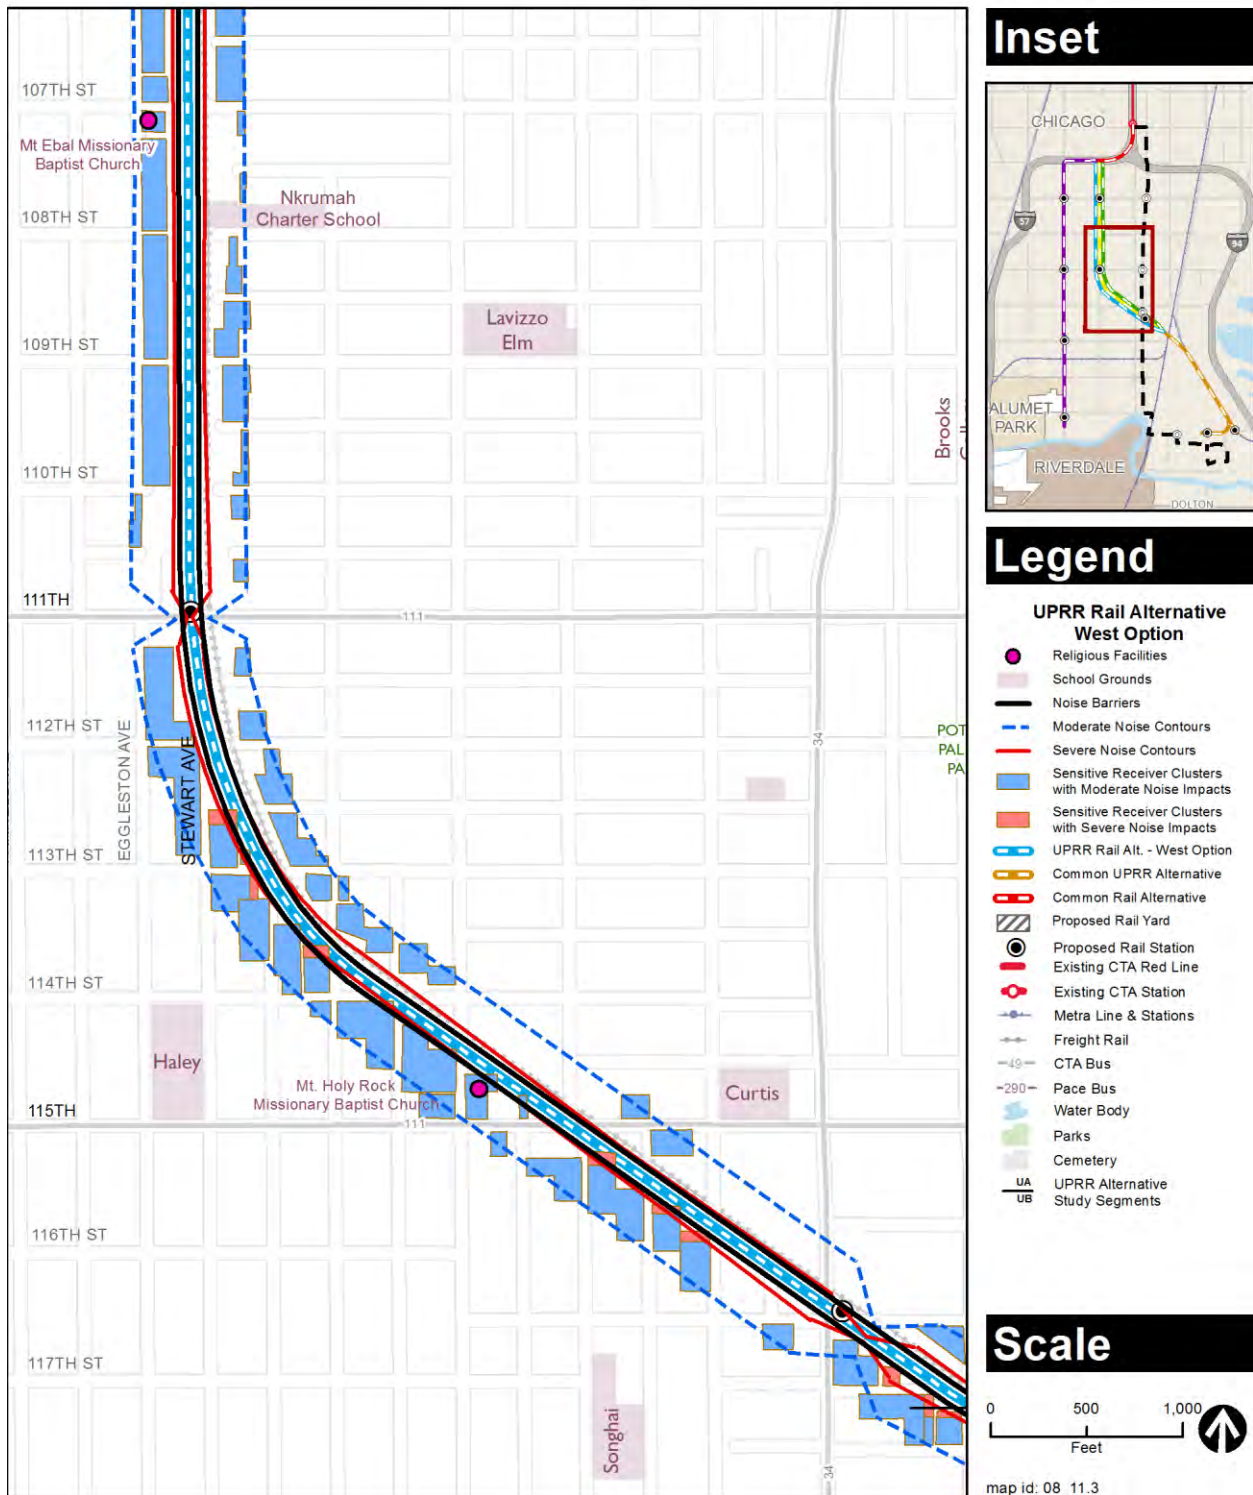 107TH ST
Mt Ebal Missionary
Baptist Church
Nkrumah
Charter School
108TH ST
Lavizzo
Elm
109TH ST
Brooks
110TH ST
111TH
111
112TH ST
EGGLESTON AVE
STEWART AVE
34
POT
PAL
PA
113TH ST
114TH ST
Haley
Mt. Holy Rock
Missionary Baptist Church
Curtis
115TH
111
116TH ST
117TH ST
Songhai
34
Inset
CHICAGO
57
94
ALUMET
PARK
RIVERDALE
DOLTON
Legend
UPRR Rail Alternative
West Option
Religious Facilities
School Grounds
Noise Barriers
Moderate Noise Contours
Severe Noise Contours
Sensitive Receiver Clusters
with Moderate Noise Impacts
Sensitive Receiver Clusters
with Severe Noise Impacts
UPRR Rail Alt. - West Option
Common UPRR Alternative
Common Rail Alternative
Proposed Rail Yard
Proposed Rail Station
Existing CTA Red Line
Existing CTA Station
Metra Line & Stations
Freight Rail
49 CTA Bus
290 Pace Bus
Water Body
Parks
Cemetery
UA UPRR Alternative
UB Study Segments
Scale
0 500 1,000
Feet
map id: 08_11.3